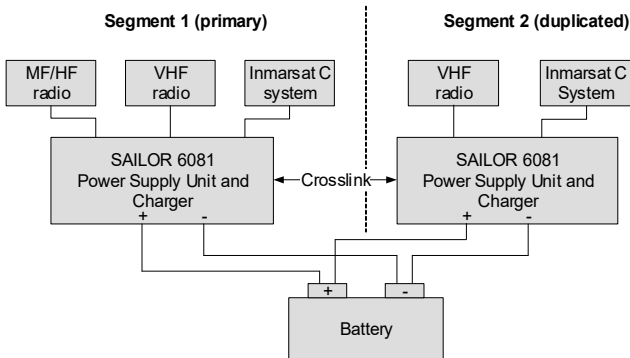 Segment 1 (primary)
Segment 2 (duplicated)
MF/HF
radio
VHF
radio
Inmarsat C
system
VHF
radio
Inmarsat C
System
SAILOR 6081
Power Supply Unit and
Charger
+ -
Crosslink
SAILOR 6081
Power Supply Unit and
Charger
+ -
+ -
Battery